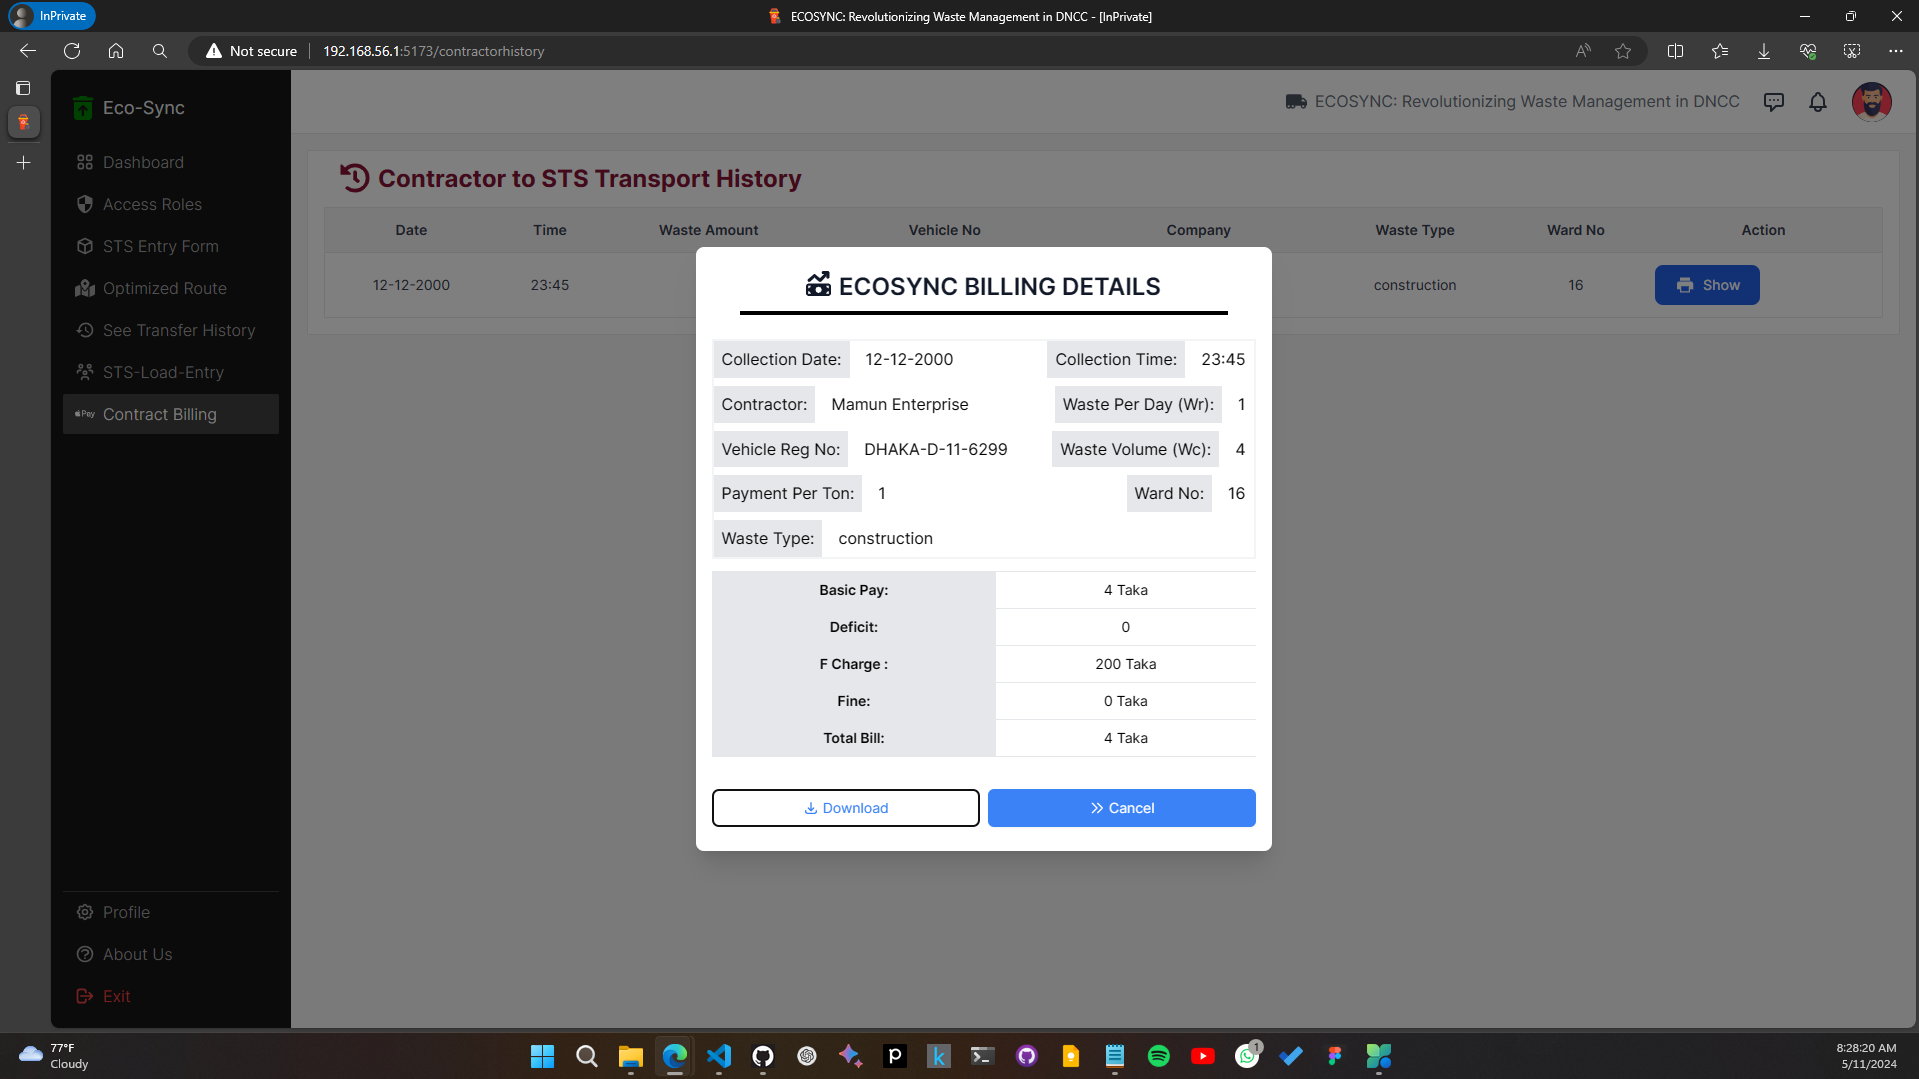 InPrivate
ECOSYNC: Revolutionizing Waste Management in DNCC - [InPrivate]
Not secure
192.168.56.1:5173/contractorhistory
Eco-Sync
ECOSYNC: Revolutionizing Waste Management in DNCC
Dashboard
Access Roles
STS Entry Form
Optimized Route
See Transfer History
STS-Load-Entry
Pay Contract Billing
Profile
About Us
Exit
Contractor to STS Transport History
Date Time Waste Amount Vehicle No Company Waste Type Ward No Action
12-12-2000 23:45 construction 16 Show
ECOSYNC BILLING DETAILS
Collection Date: 12-12-2000 Collection Time: 23:45
Contractor: Mamun Enterprise Waste Per Day (Wr): 1
Vehicle Reg No: DHAKA-D-11-6299 Waste Volume (Wc): 4
Payment Per Ton: 1 Ward No: 16
Waste Type: construction
Basic Pay: 4 Taka
Deficit: 0
F Charge : 200 Taka
Fine: 0 Taka
Total Bill: 4 Taka
Download Cancel
77°F
Cloudy
1
8:28:20 AM
5/11/2024